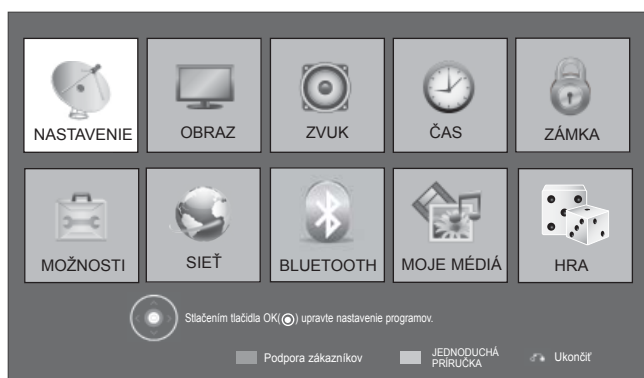 NASTAVENIE
OBRAZ
ZVUK
ČAS
ZÁMKA
MOŽNOSTI
SIEŤ
BLUETOOTH
MOJE MÉDIÁ
HRA
Stlačením tlačidla OK(◉) upravte nastavenie programov.
Podpora zákazníkov
JEDNODUCHÁ
PRÍRUČKA
Ukončiť